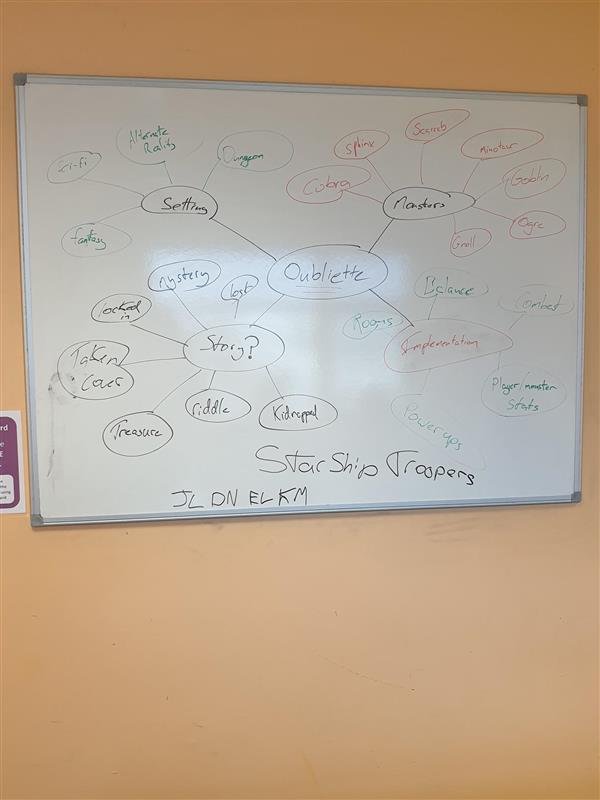 Alternate
Reality
Sci-fi
Dungeon
Setting
fantasy
Sphinx
Scarab
Minotaur
Cobra
Goblin
Monsters
Ogre
Gnoll
Oubliette
Mystery
lost
locked
in
Story?
Taken
Over
Treasure
riddle
Kidnapped
Balance
Combat
Rooms
Implementation
Player/monster
Stats
Power ups
StarShip Troopers
JL DN EL KM